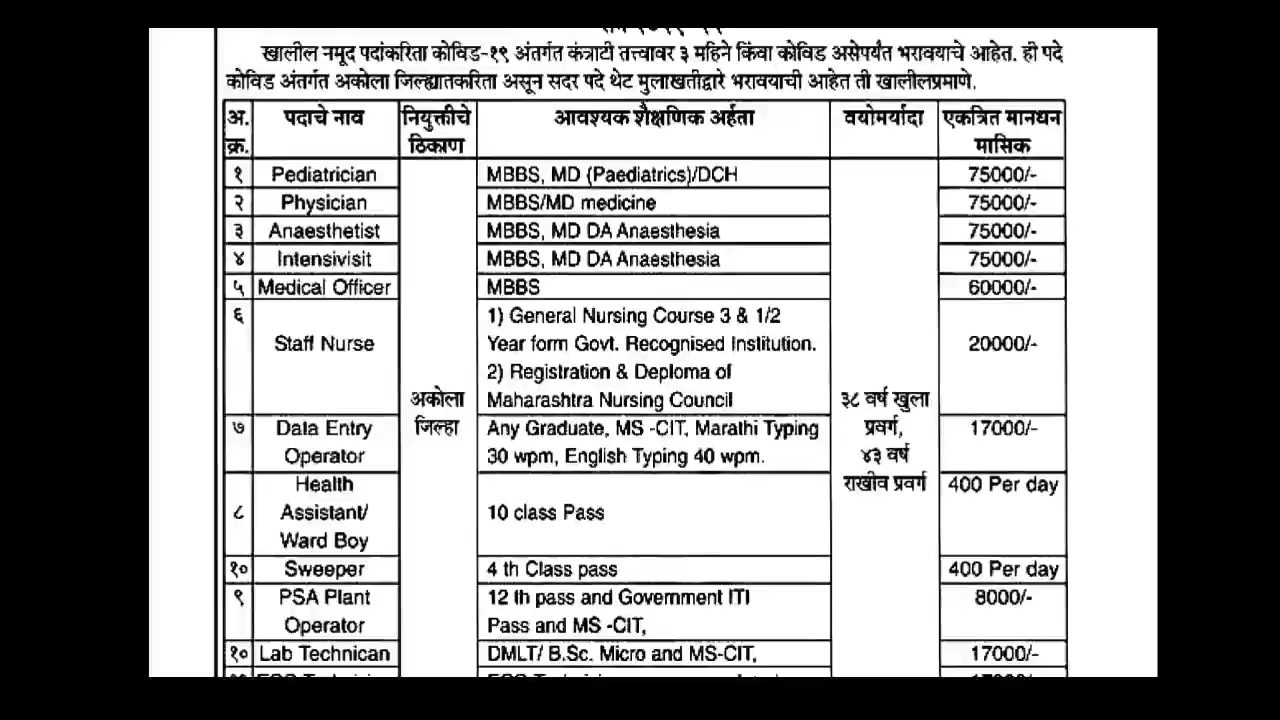 खालील नमूद पदांकरिता कोविड-१९ अंतर्गत कंत्राटी तत्त्वावर ३ महिने किंवा कोविड असेपर्यंत भरावयाचे आहेत. ही पदे
कोविड अंतर्गत अकोला जिल्ह्यातकरिता असून सदर पदे थेट मुलाखतीद्वारे भरावयाची आहेत ती खालीलप्रमाणे.
अ. क्र. पदाचे नाव नियुक्तीचे ठिकाण आवश्यक शैक्षणिक अर्हता वयोमर्यादा एकत्रित मानधन मासिक
१ Pediatrician MBBS, MD (Paediatrics)/DCH 75000/-
२ Physician MBBS/MD medicine 75000/-
३ Anaesthetist MBBS, MD DA Anaesthesia 75000/-
४ Intensivisit MBBS, MD DA Anaesthesia 75000/-
५ Medical Officer MBBS 60000/-
६ 1) General Nursing Course 3 & 1/2
Staff Nurse Year form Govt. Recognised Institution. 20000/-
2) Registration & Deploma of
अकोला Maharashtra Nursing Council ३८ वर्ष खुला
७ Data Entry जिल्हा Any Graduate, MS -CIT, Marathi Typing प्रवर्ग, 17000/-
Operator 30 wpm, English Typing 40 wpm. ४३ वर्ष
Health राखीव प्रवर्ग 400 Per day
८ Assistant/ 10 class Pass
Ward Boy
१० Sweeper 4 th Class pass 400 Per day
९ PSA Plant 12 th pass and Government ITI 8000/-
Operator Pass and MS -CIT,
१० Lab Technican DMLT/ B.Sc. Micro and MS-CIT, 17000/-